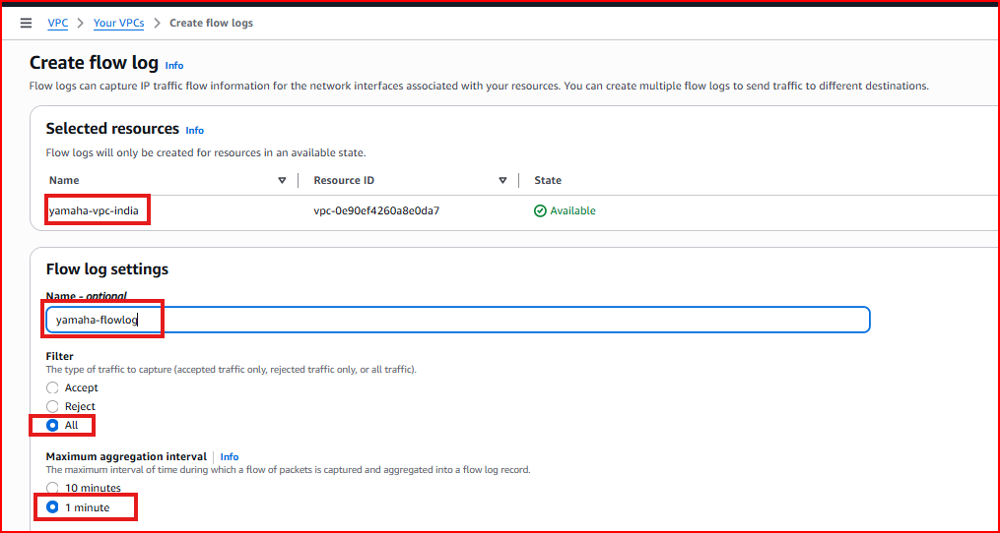 VPC > Your VPCs > Create flow logs
Create flow log Info
Flow logs can capture IP traffic flow information for the network interfaces associated with your resources. You can create multiple flow logs to send traffic to different destinations.
Selected resources Info
Flow logs will only be created for resources in an available state.
Name Resource ID State
yamaha-vpc-india vpc-0e90ef4260a8e0da7 Available
Flow log settings
Name - optional
yamaha-flowlog
Filter
The type of traffic to capture (accepted traffic only, rejected traffic only, or all traffic).
Accept
Reject
All
Maximum aggregation interval Info
The maximum interval of time during which a flow of packets is captured and aggregated into a flow log record.
10 minutes
1 minute